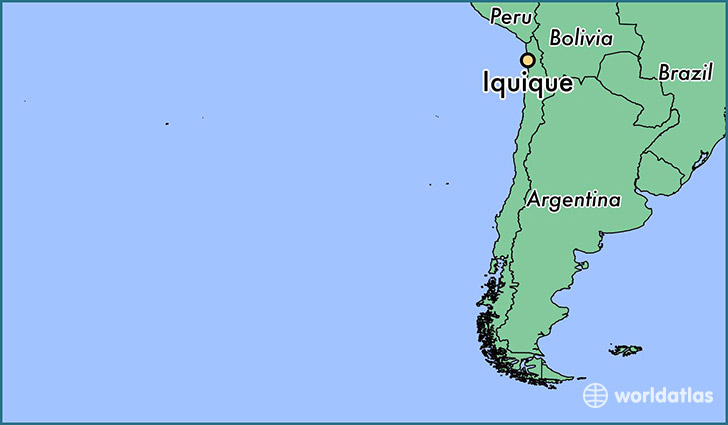 Peru
Bolivia
Brazil
Iquique
Argentina
worldatlas